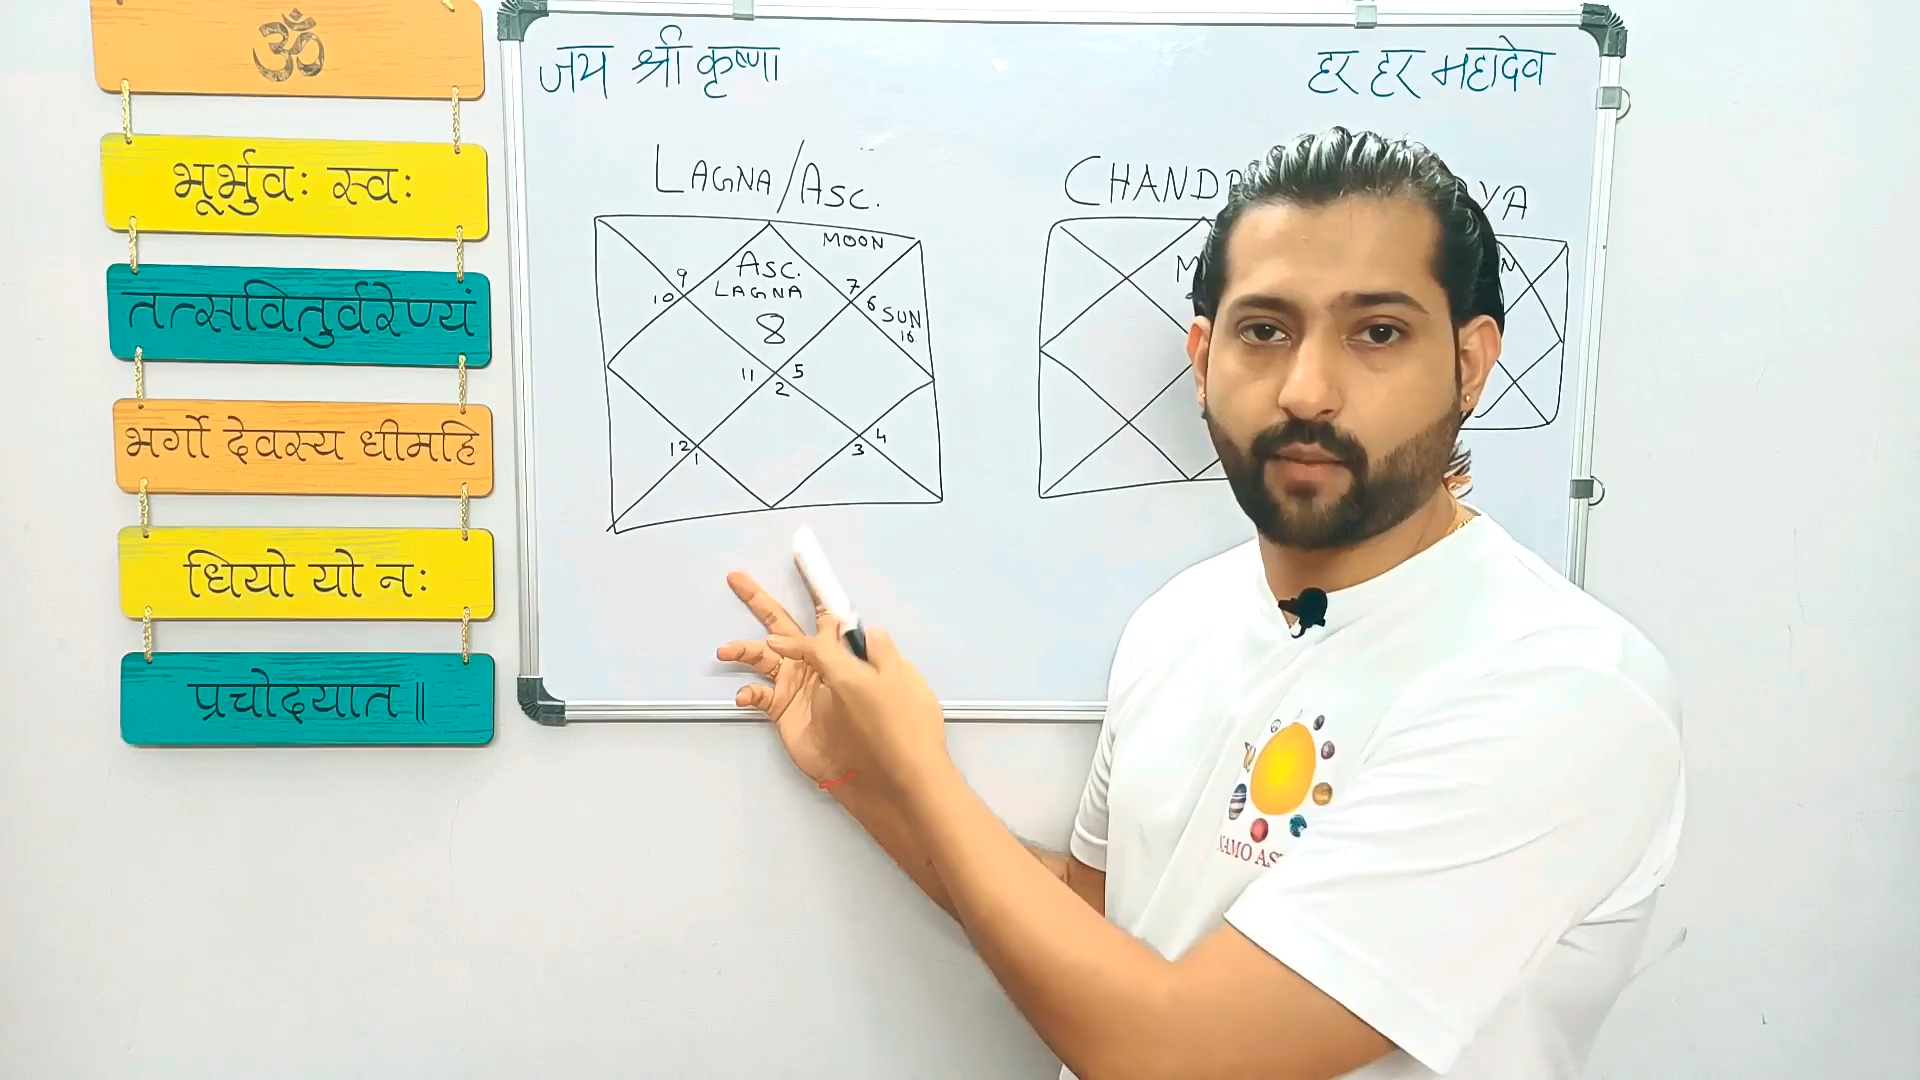 ॐ
भूर्भुवः स्वः
तत्सवितुर्वरेण्यं
भर्गो देवस्य धीमहि
धियो यो नः
प्रचोदयात॥
जय श्री कृष्णा
हर हर महादेव
LAGNA/ASC.
MOON
ASC.
LAGNA
8
9
10
7
6
SUN
16
11
5
2
12
1
4
3